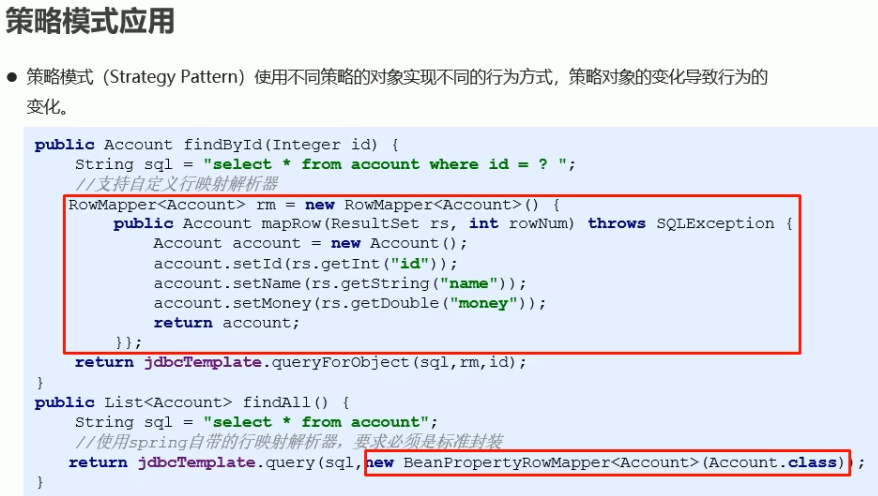 策略模式应用
● 策略模式（Strategy Pattern）使用不同策略的对象实现不同的行为方式，策略对象的变化导致行为的
变化。
public Account findById(Integer id) {
    String sql = "select * from account where id = ? ";
    //支持自定义行映射解析器
    RowMapper<Account> rm = new RowMapper<Account>() {
        public Account mapRow(ResultSet rs, int rowNum) throws SQLException {
            Account account = new Account();
            account.setId(rs.getInt("id"));
            account.setName(rs.getString("name"));
            account.setMoney(rs.getDouble("money"));
            return account;
        }};
    return jdbcTemplate.queryForObject(sql,rm,id);
}
public List<Account> findAll() {
    String sql = "select * from account";
    //使用spring自带的行映射解析器，要求必须是标准封装
    return jdbcTemplate.query(sql,new BeanPropertyRowMapper<Account>(Account.class));
}